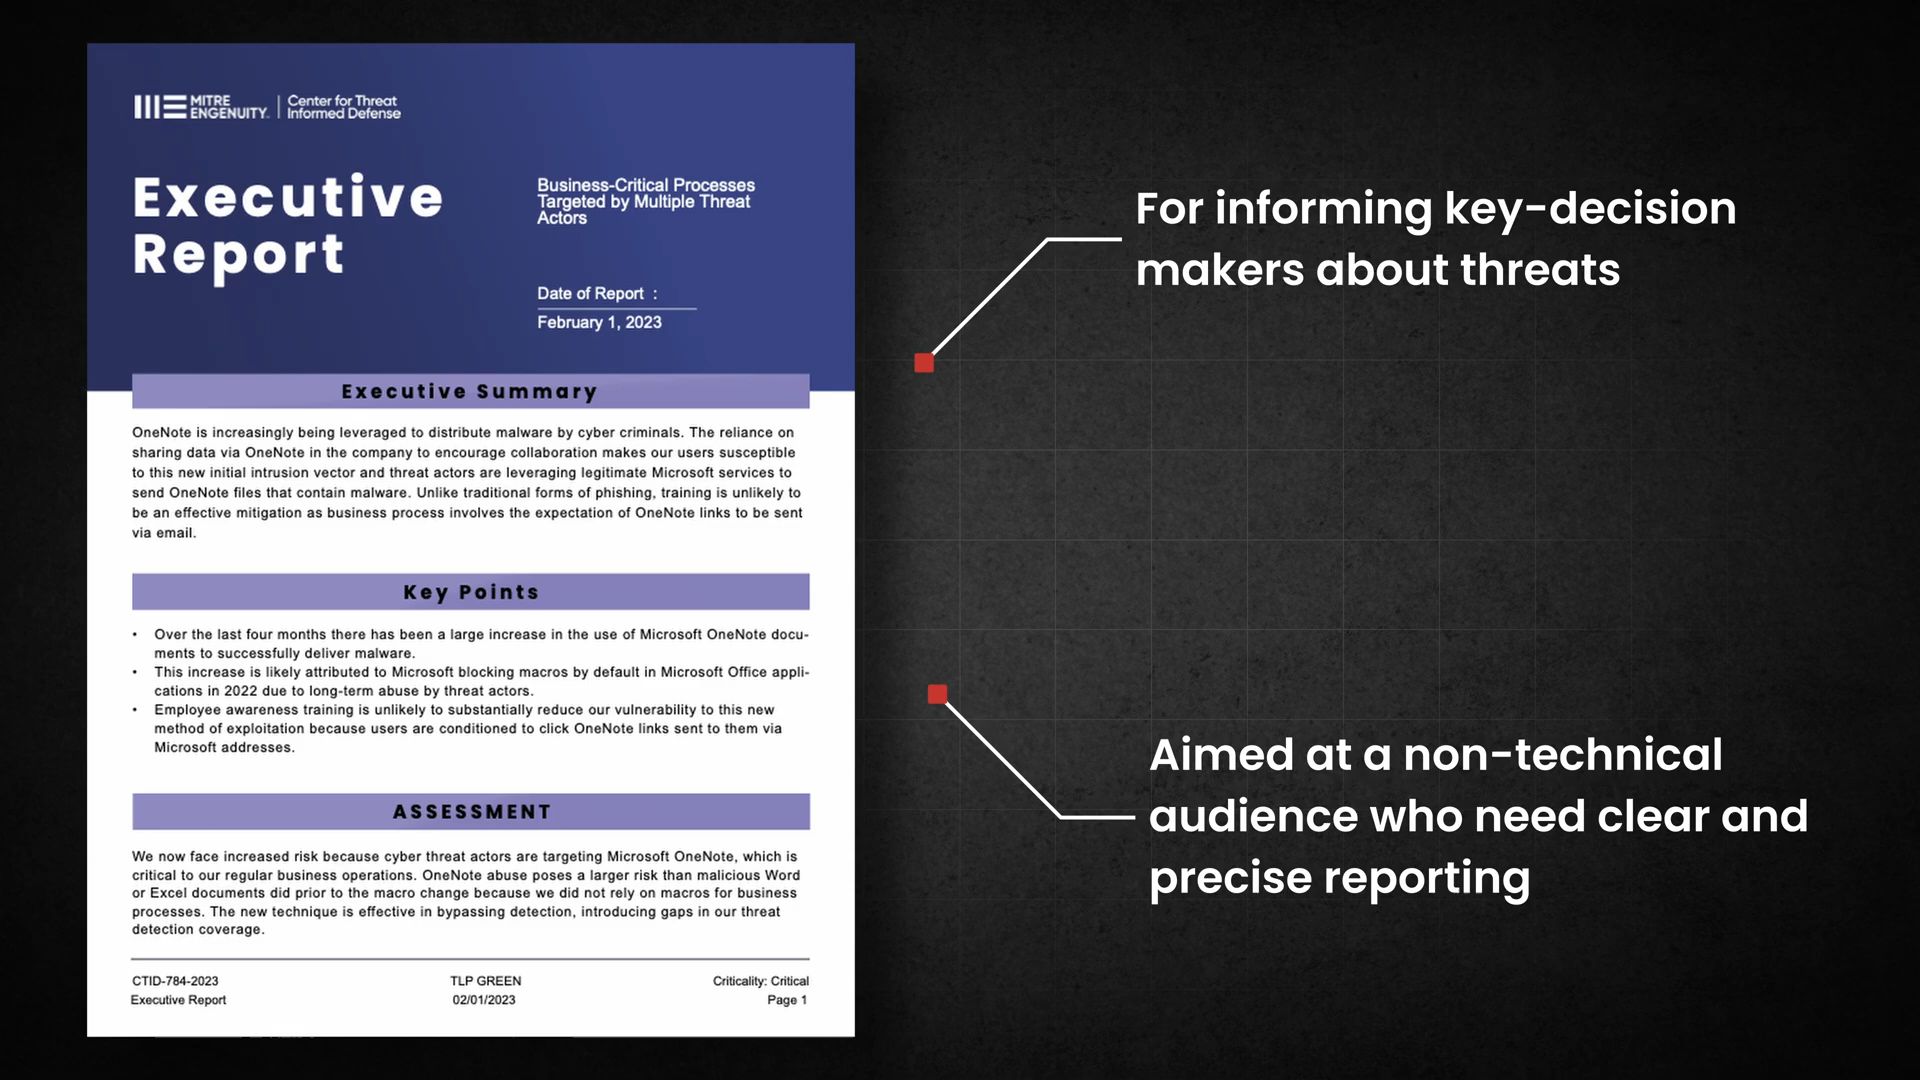 MITRE
ENGENUITY.
Center for Threat
Informed Defense
Executive
Report
Business-Critical Processes
Targeted by Multiple Threat
Actors
Date of Report :
February 1, 2023
Executive Summary
OneNote is increasingly being leveraged to distribute malware by cyber criminals. The reliance on
sharing data via OneNote in the company to encourage collaboration makes our users susceptible
to this new initial intrusion vector and threat actors are leveraging legitimate Microsoft services to
send OneNote files that contain malware. Unlike traditional forms of phishing, training is unlikely to
be an effective mitigation as business process involves the expectation of OneNote links to be sent
via email.
Key Points
• Over the last four months there has been a large increase in the use of Microsoft OneNote docu-
ments to successfully deliver malware.
• This increase is likely attributed to Microsoft blocking macros by default in Microsoft Office appli-
cations in 2022 due to long-term abuse by threat actors.
• Employee awareness training is unlikely to substantially reduce our vulnerability to this new
method of exploitation because users are conditioned to click OneNote links sent to them via
Microsoft addresses.
ASSESSMENT
We now face increased risk because cyber threat actors are targeting Microsoft OneNote, which is
critical to our regular business operations. OneNote abuse poses a larger risk than malicious Word
or Excel documents did prior to the macro change because we did not rely on macros for business
processes. The new technique is effective in bypassing detection, introducing gaps in our threat
detection coverage.
CTID-784-2023
Executive Report
TLP GREEN
02/01/2023
Criticality: Critical
Page 1
For informing key-decision
makers about threats
Aimed at a non-technical
audience who need clear and
precise reporting